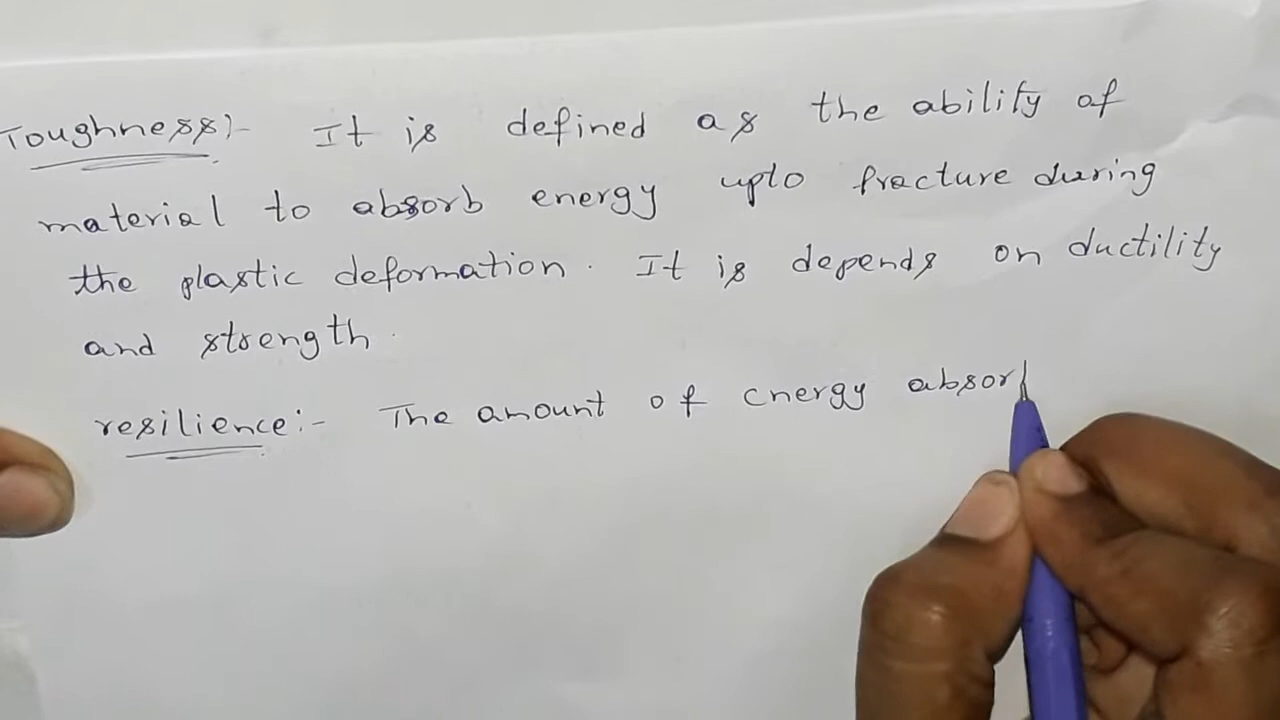 Toughness:- It is defined as the ability of
material to absorb energy upto fracture during
the plastic deformation. It is depends on ductility
and strength.
resilience:- The amount of energy absor